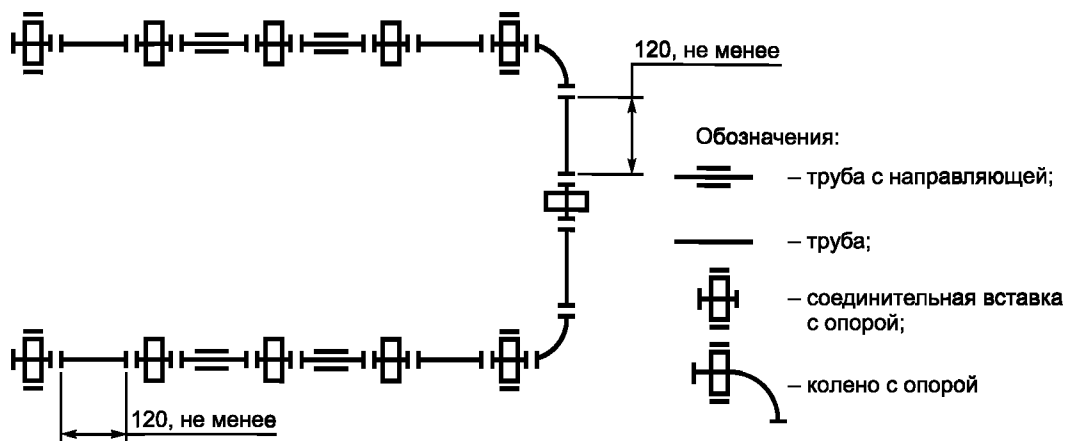 120, не менее
Обозначения:
– труба с направляющей;
– труба;
– соединительная вставка
с опорой;
– колено с опорой
120, не менее